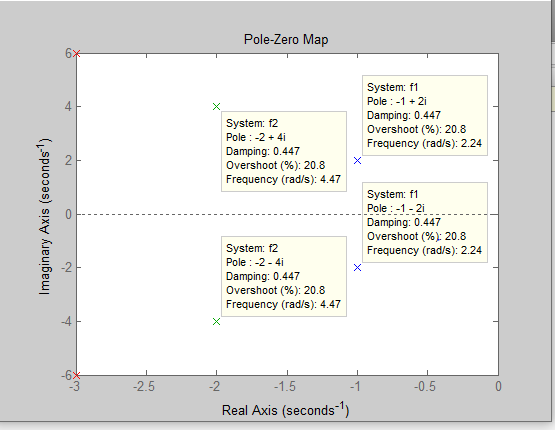 Pole-Zero Map
6
4
2
0
-2
-4
-6
Imaginary Axis (seconds⁻¹)
System: f2
Pole : -2 + 4i
Damping: 0.447
Overshoot (%): 20.8
Frequency (rad/s): 4.47
System: f1
Pole : -1 + 2i
Damping: 0.447
Overshoot (%): 20.8
Frequency (rad/s): 2.24
System: f2
Pole : -2 - 4i
Damping: 0.447
Overshoot (%): 20.8
Frequency (rad/s): 4.47
System: f1
Pole : -1 - 2i
Damping: 0.447
Overshoot (%): 20.8
Frequency (rad/s): 2.24
-3 -2.5 -2 -1.5 -1 -0.5 0
Real Axis (seconds⁻¹)